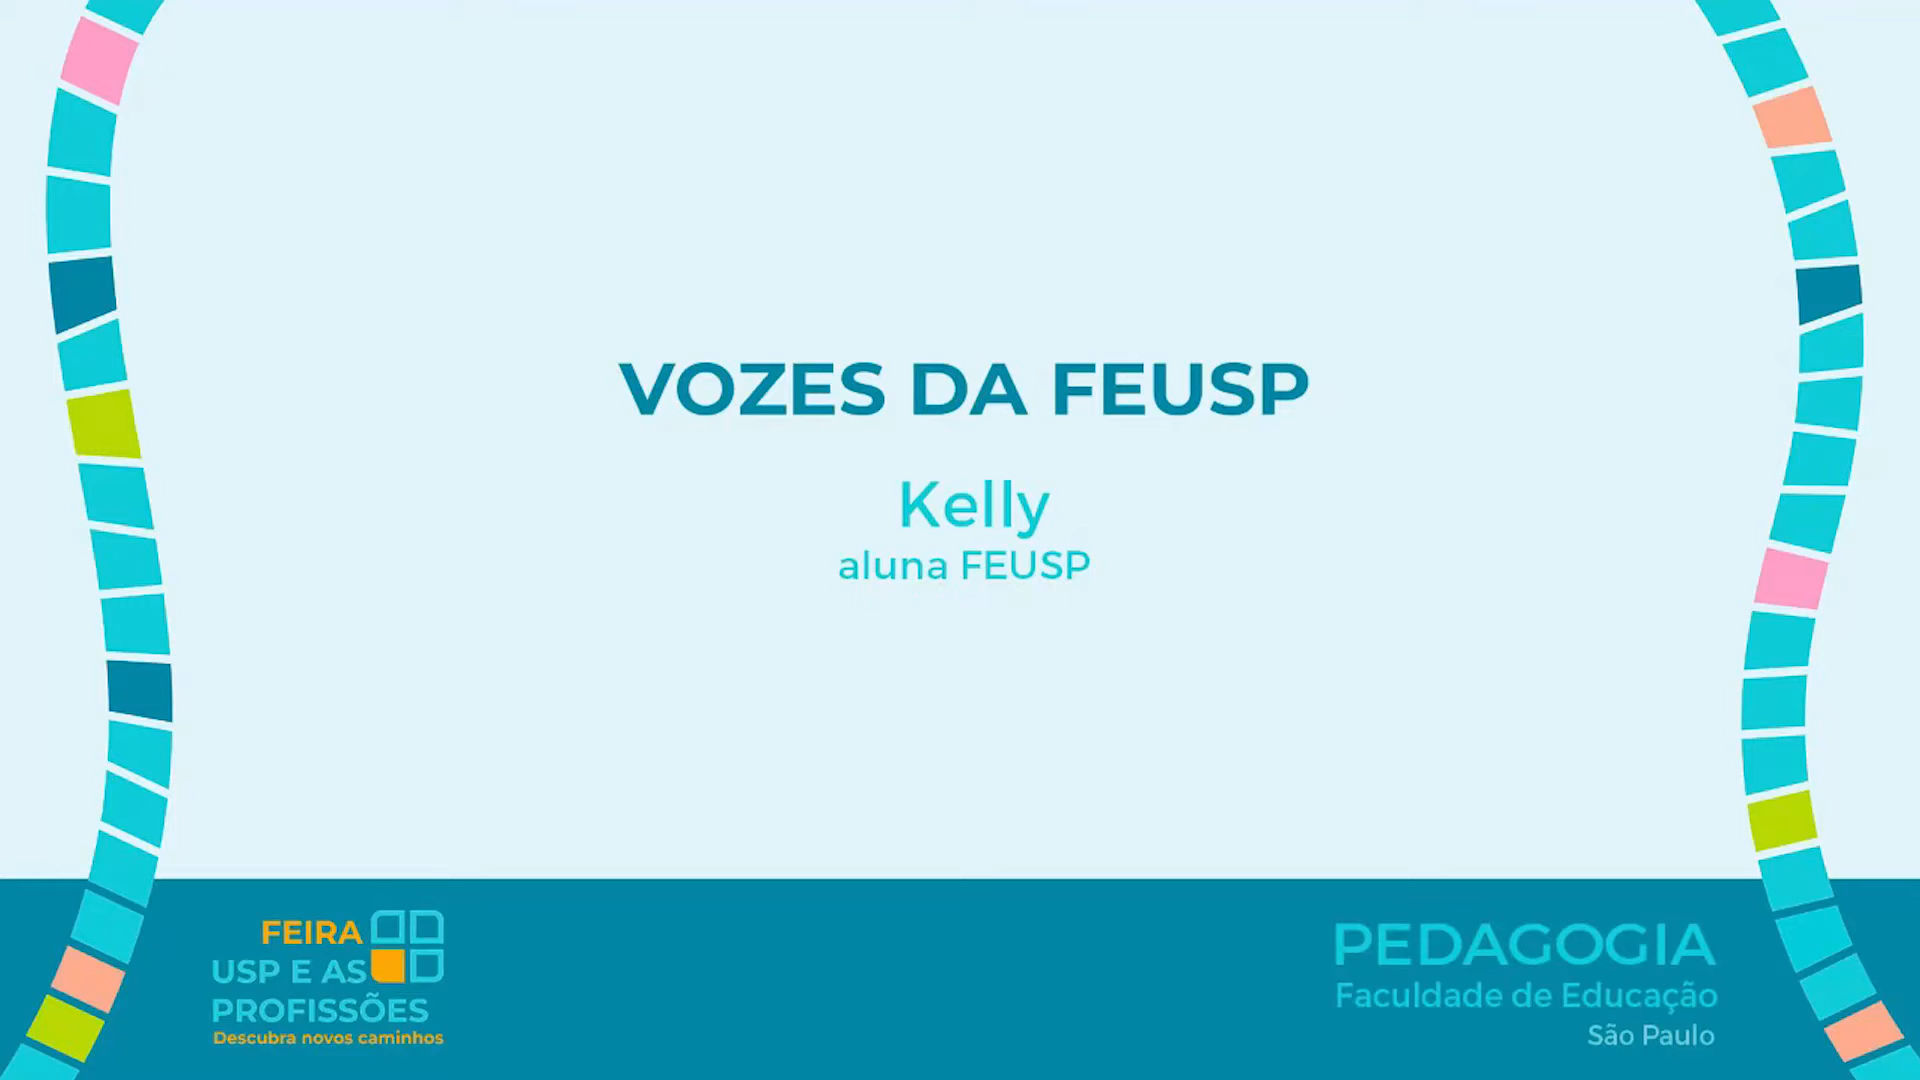 VOZES DA FEUSP
Kelly
aluna FEUSP
FEIRA
USP E AS
PROFISSÕES
Descubra novos caminhos
PEDAGOGIA
Faculdade de Educação
São Paulo